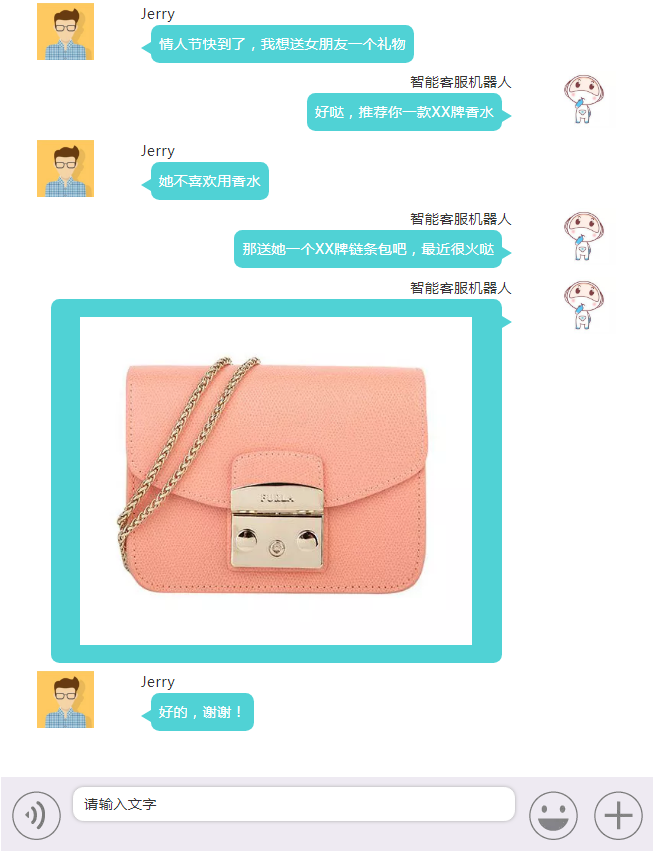 Jerry
情人节快到了，我想送女朋友一个礼物
智能客服机器人
好哒，推荐你一款XX牌香水
Jerry
她不喜欢用香水
智能客服机器人
那送她一个XX牌链条包吧，最近很火哒
智能客服机器人
FURLA
Jerry
好的，谢谢！
请输入文字